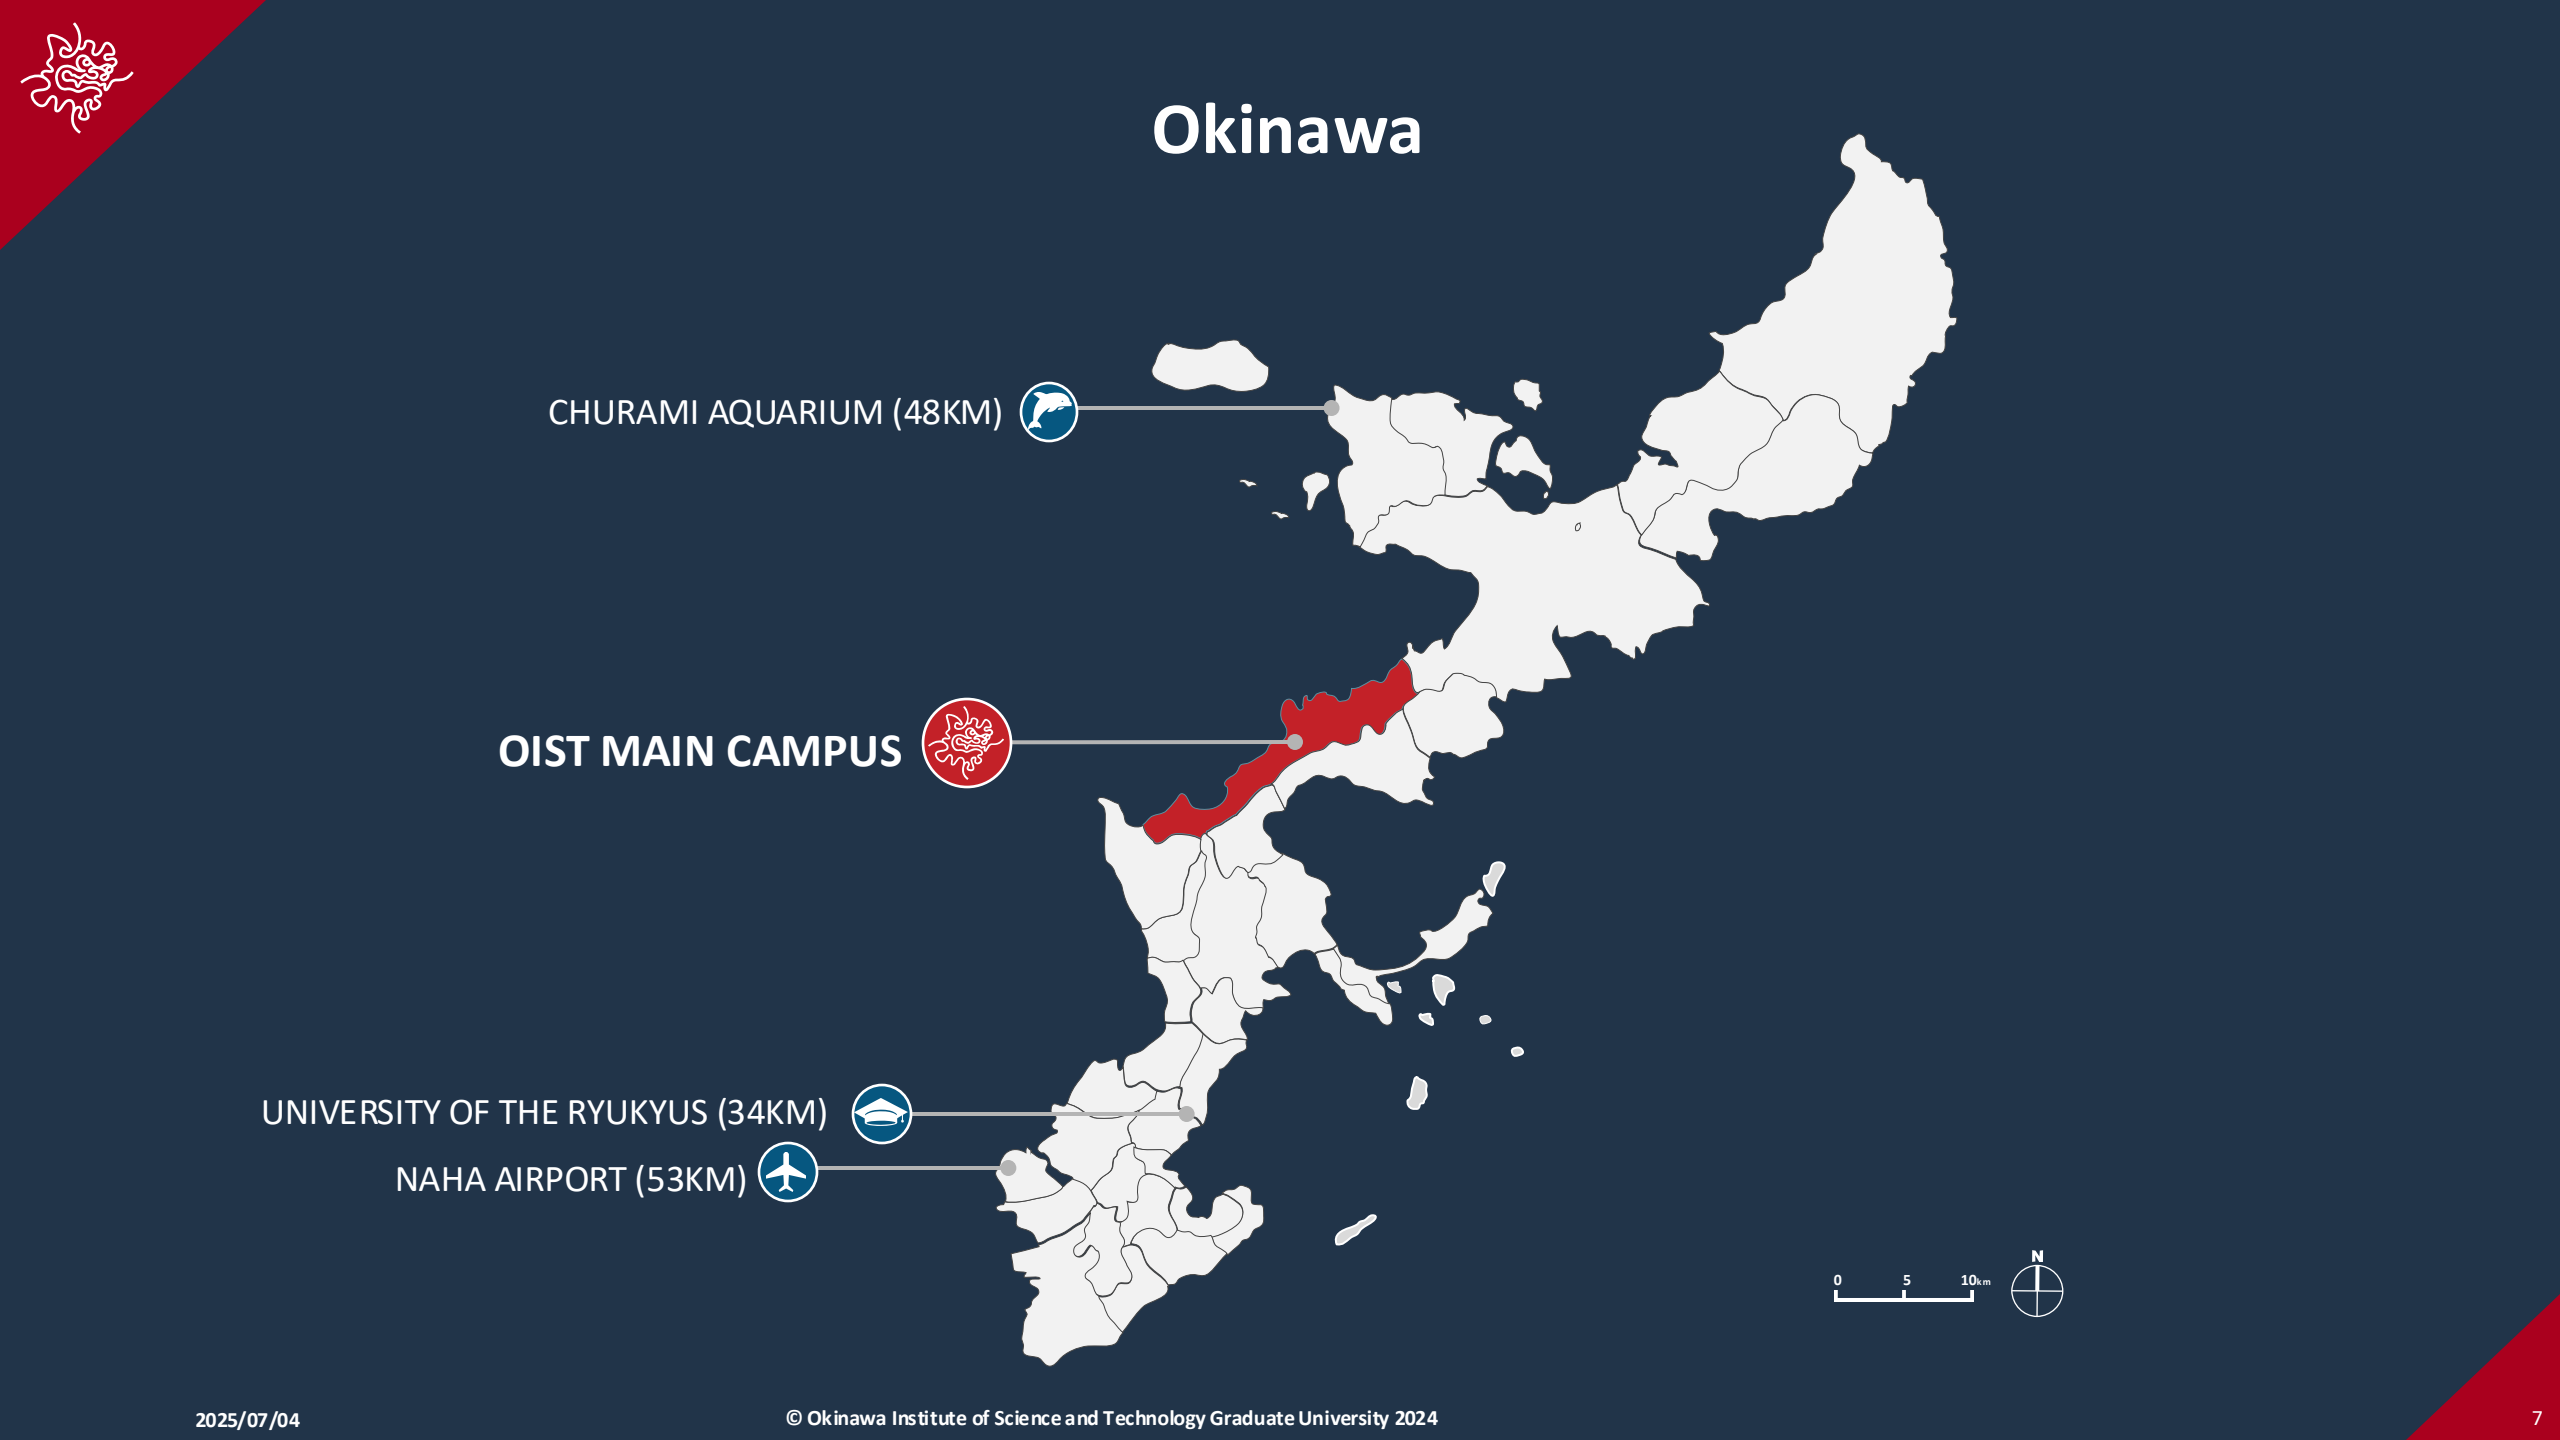 Okinawa
CHURAMI AQUARIUM (48KM)
OIST MAIN CAMPUS
UNIVERSITY OF THE RYUKYUS (34KM)
NAHA AIRPORT (53KM)
N
0 5 10km
2025/07/04
© Okinawa Institute of Science and Technology Graduate University 2024
7